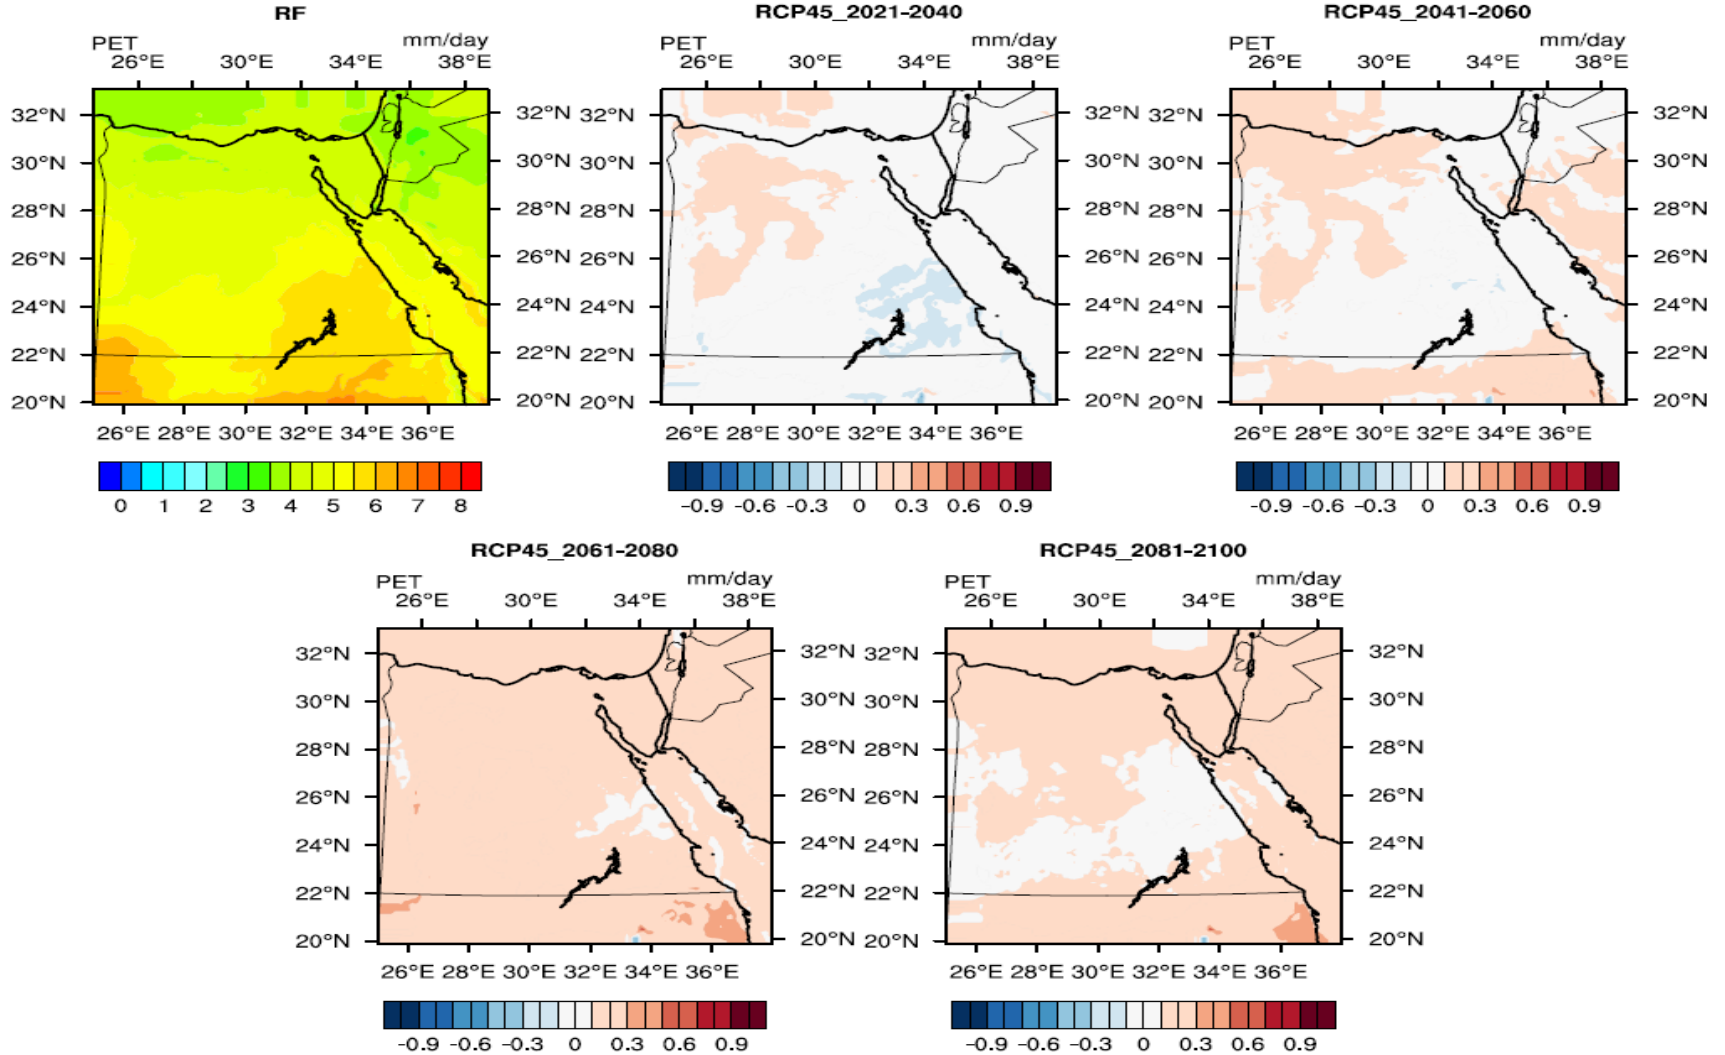 RF
PET mm/day
26°E 30°E 34°E 38°E
32°N 32°N
30°N 30°N
28°N 28°N
26°N 26°N
24°N 24°N
22°N 22°N
20°N 20°N
26°E 28°E 30°E 32°E 34°E 36°E
0 1 2 3 4 5 6 7 8
RCP45_2021-2040
PET mm/day
26°E 30°E 34°E 38°E
32°N 32°N
30°N 30°N
28°N 28°N
26°N 26°N
24°N 24°N
22°N 22°N
20°N 20°N
26°E 28°E 30°E 32°E 34°E 36°E
-0.9 -0.6 -0.3 0 0.3 0.6 0.9
RCP45_2041-2060
PET mm/day
26°E 30°E 34°E 38°E
32°N 32°N
30°N 30°N
28°N 28°N
26°N 26°N
24°N 24°N
22°N 22°N
20°N 20°N
26°E 28°E 30°E 32°E 34°E 36°E
-0.9 -0.6 -0.3 0 0.3 0.6 0.9
RCP45_2061-2080
PET mm/day
26°E 30°E 34°E 38°E
32°N 32°N
30°N 30°N
28°N 28°N
26°N 26°N
24°N 24°N
22°N 22°N
20°N 20°N
26°E 28°E 30°E 32°E 34°E 36°E
-0.9 -0.6 -0.3 0 0.3 0.6 0.9
RCP45_2081-2100
PET mm/day
26°E 30°E 34°E 38°E
32°N 32°N
30°N 30°N
28°N 28°N
26°N 26°N
24°N 24°N
22°N 22°N
20°N 20°N
26°E 28°E 30°E 32°E 34°E 36°E
-0.9 -0.6 -0.3 0 0.3 0.6 0.9